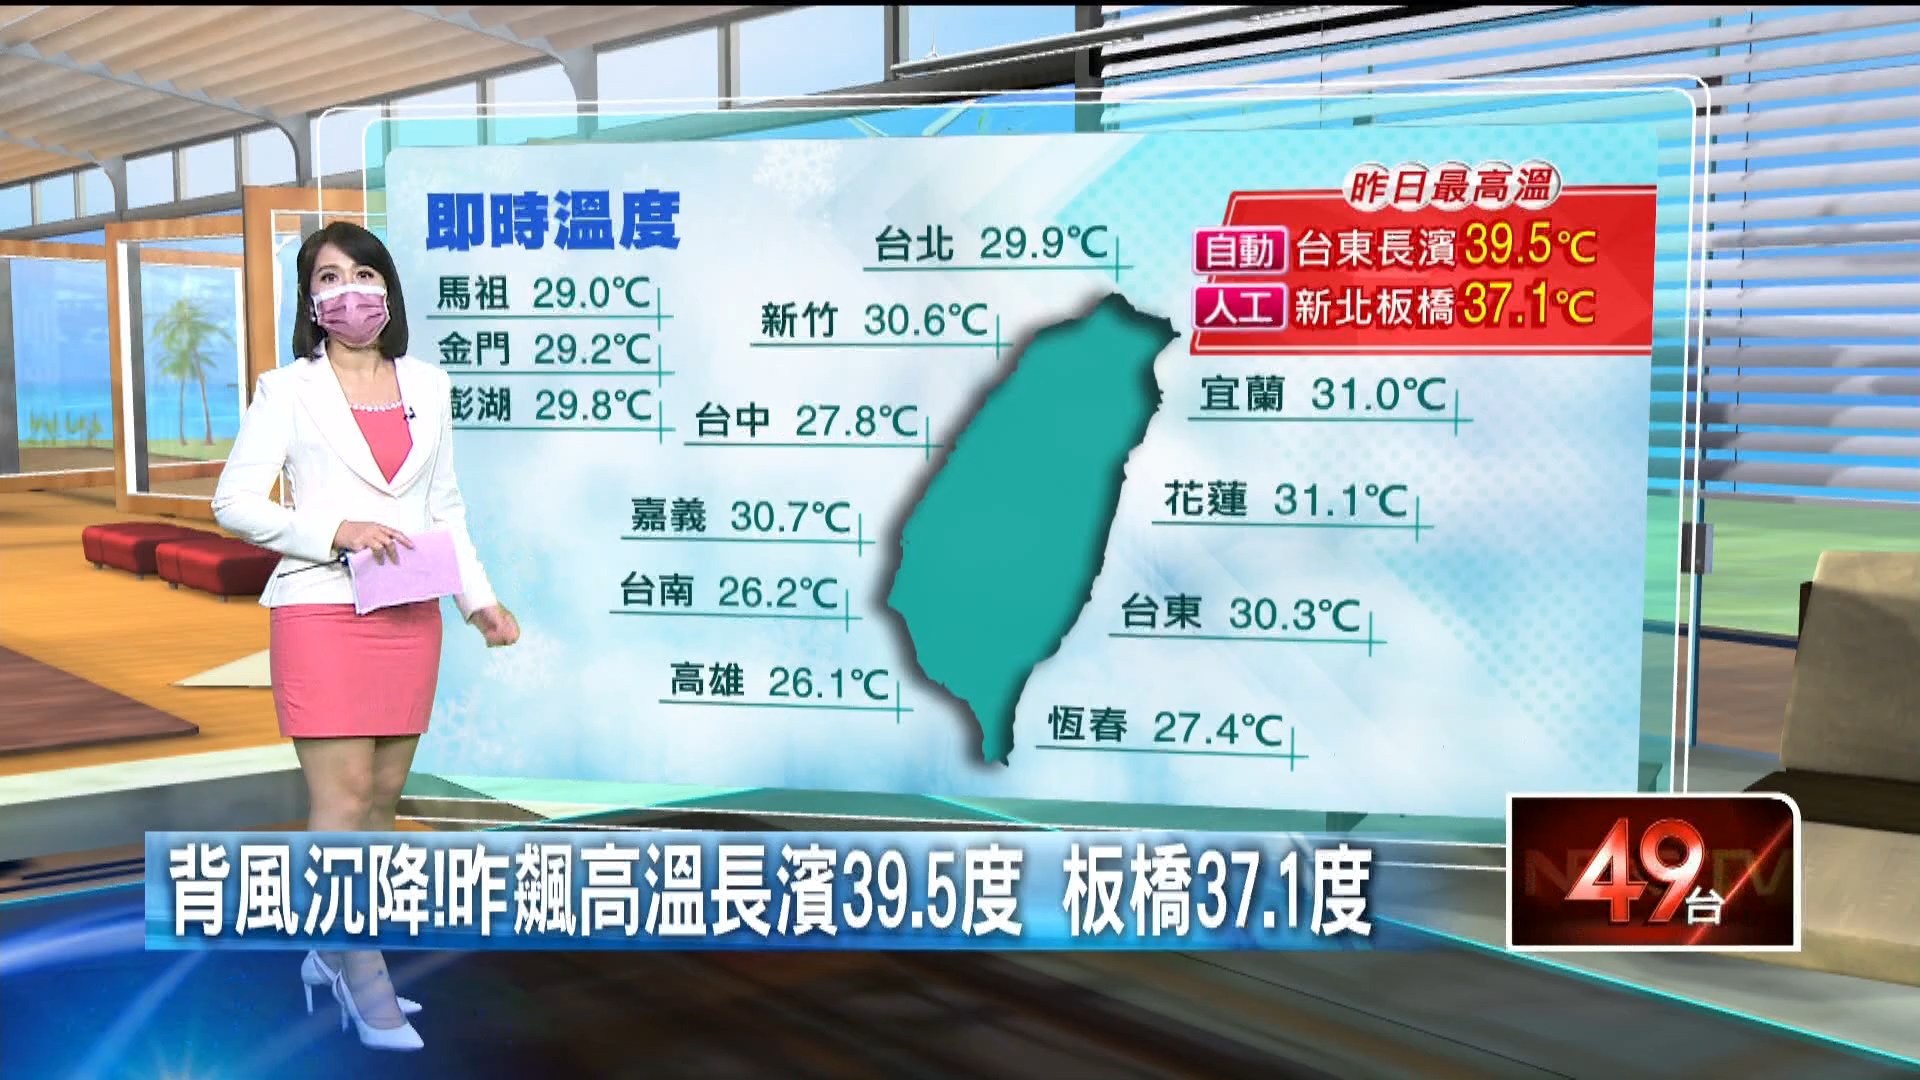 即時溫度
馬祖 29.0℃
金門 29.2℃
澎湖 29.8℃
台北 29.9℃
新竹 30.6℃
台中 27.8℃
嘉義 30.7℃
台南 26.2℃
高雄 26.1℃
昨日最高溫
自動 台東長濱39.5℃
人工 新北板橋37.1℃
宜蘭 31.0℃
花蓮 31.1℃
台東 30.3℃
恆春 27.4℃
背風沉降!昨飆高溫長濱39.5度 板橋37.1度
49台